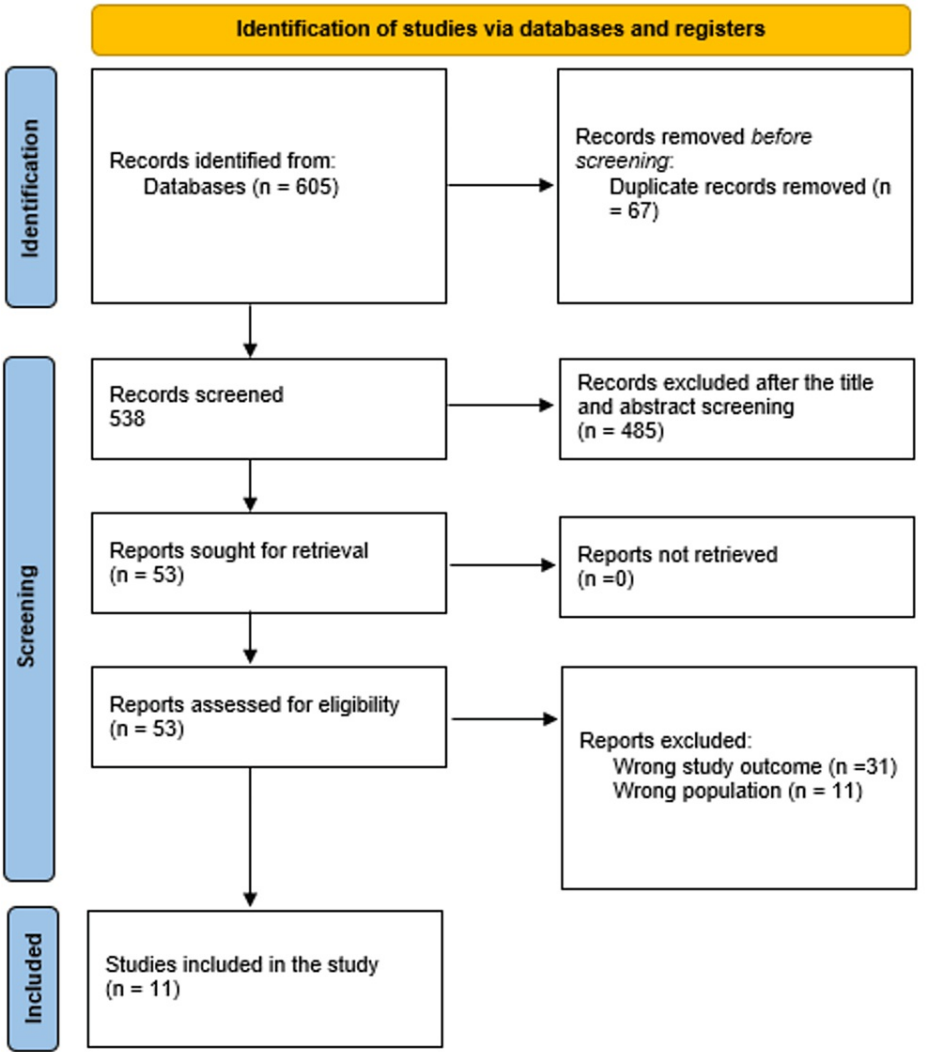 Identification of studies via databases and registers
Identification
Records identified from:
Databases (n = 605)
Records removed before
screening:
Duplicate records removed (n
= 67)
Screening
Records screened
538
Records excluded after the title
and abstract screening
(n = 485)
Reports sought for retrieval
(n = 53)
Reports not retrieved
(n =0)
Reports assessed for eligibility
(n = 53)
Reports excluded:
Wrong study outcome (n =31)
Wrong population (n = 11)
Included
Studies included in the study
(n = 11)